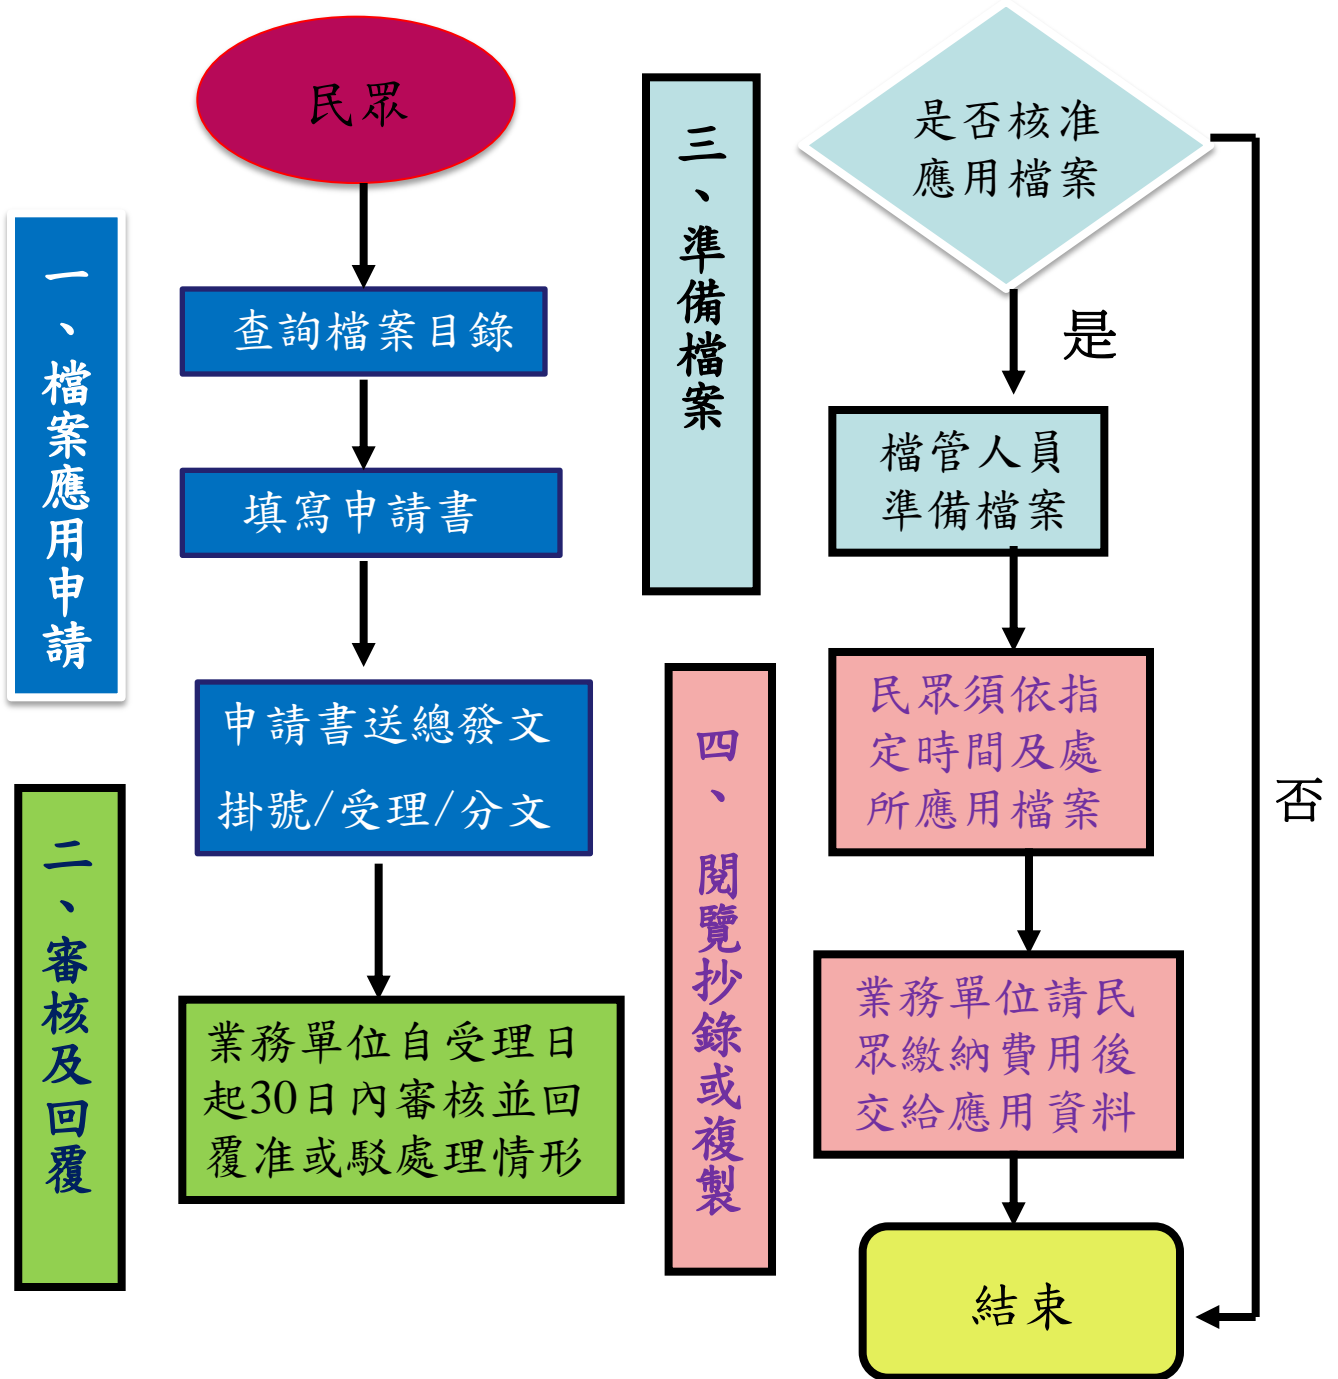 民眾
一、檔案應用申請
查詢檔案目錄
填寫申請書
申請書送總發文
掛號/受理/分文
二、審核及回覆
業務單位自受理日
起30日內審核並回
覆准或駁處理情形
三、準備檔案
是否核准
應用檔案
是
檔管人員
準備檔案
四、閱覽抄錄或複製
民眾須依指
定時間及處
所應用檔案
否
業務單位請民
眾繳納費用後
交給應用資料
結束